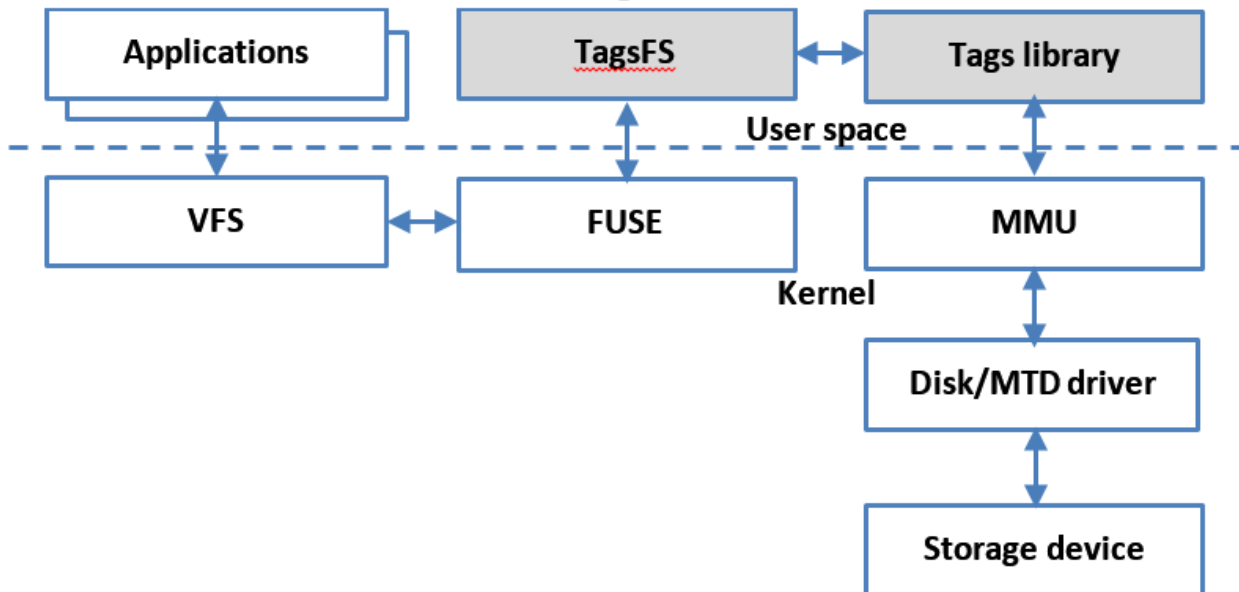 Applications
TagsFS
Tags library
User space
VFS
FUSE
MMU
Kernel
Disk/MTD driver
Storage device